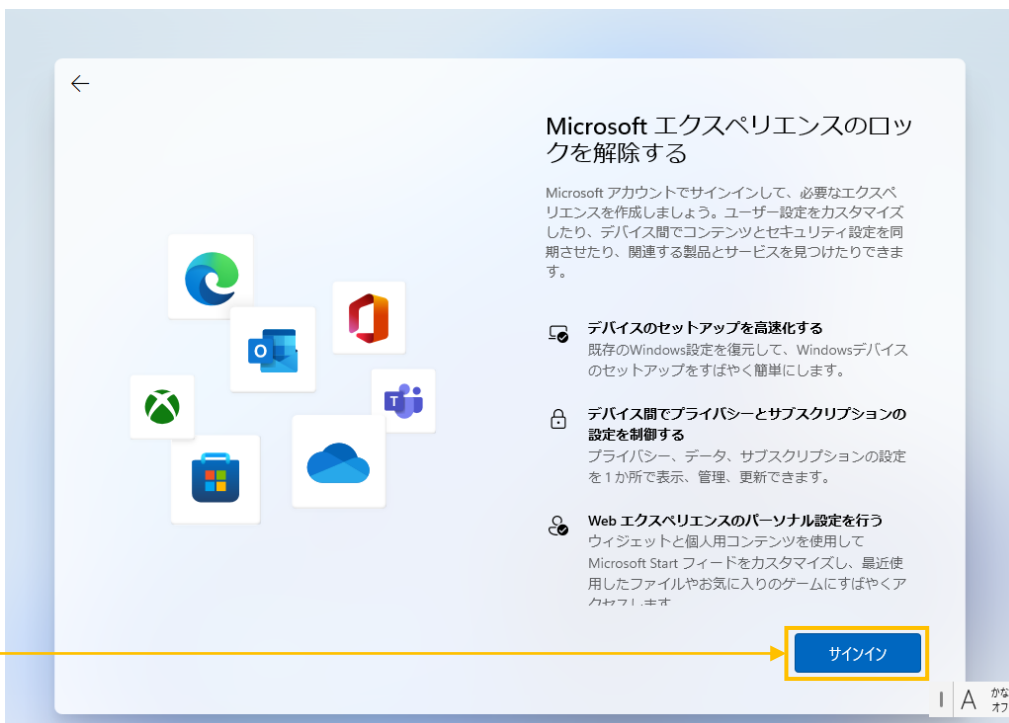 Microsoft エクスペリエンスのロッ
クを解除する
Microsoft アカウントでサインインして、必要なエクスペ
リエンスを作成しましょう。ユーザー設定をカスタマイズ
したり、デバイス間でコンテンツとセキュリティ設定を同
期させたり、関連する製品とサービスを見つけたりできま
す。
デバイスのセットアップを高速化する
既存のWindows設定を復元して、Windowsデバイス
のセットアップをすばやく簡単にします。
デバイス間でプライバシーとサブスクリプションの
設定を制御する
プライバシー、データ、サブスクリプションの設定
を1か所で表示、管理、更新できます。
Web エクスペリエンスのパーソナル設定を行う
ウィジェットと個人用コンテンツを使用して
Microsoft Start フィードをカスタマイズし、最近使
用したファイルやお気に入りのゲームにすばやくア
クセスします
サインイン
A かな
オフ